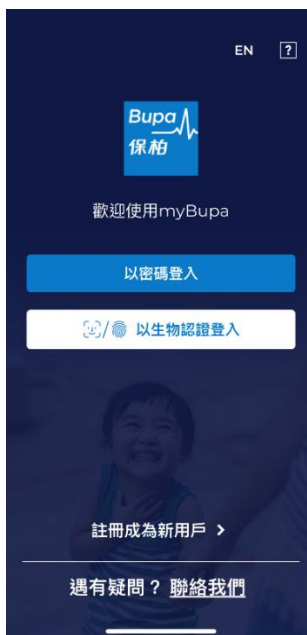 EN ?
Bupa
保柏
歡迎使用myBupa
以密碼登入
/ 以生物認證登入
註冊成為新用戶 >
遇有疑問？ 聯絡我們